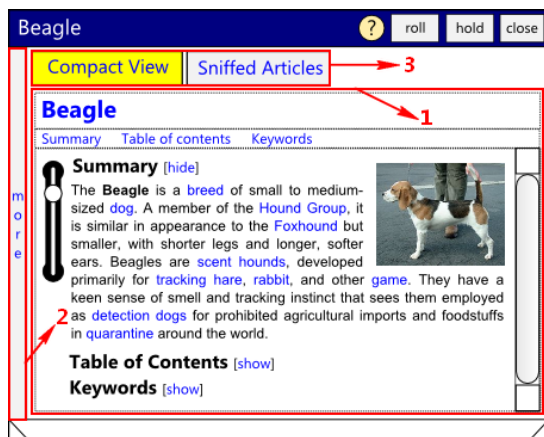 Beagle
? roll hold close
Compact View Sniffed Articles 3
1
Beagle
Summary Table of contents Keywords
Summary [hide]
The Beagle is a breed of small to medium-
sized dog. A member of the Hound Group, it
is similar in appearance to the Foxhound but
smaller, with shorter legs and longer, softer
ears. Beagles are scent hounds, developed
primarily for tracking hare, rabbit, and other game. They have a
keen sense of smell and tracking instinct that sees them employed
as detection dogs for prohibited agricultural imports and foodstuffs
in quarantine around the world.
more
2
Table of Contents [show]
Keywords [show]